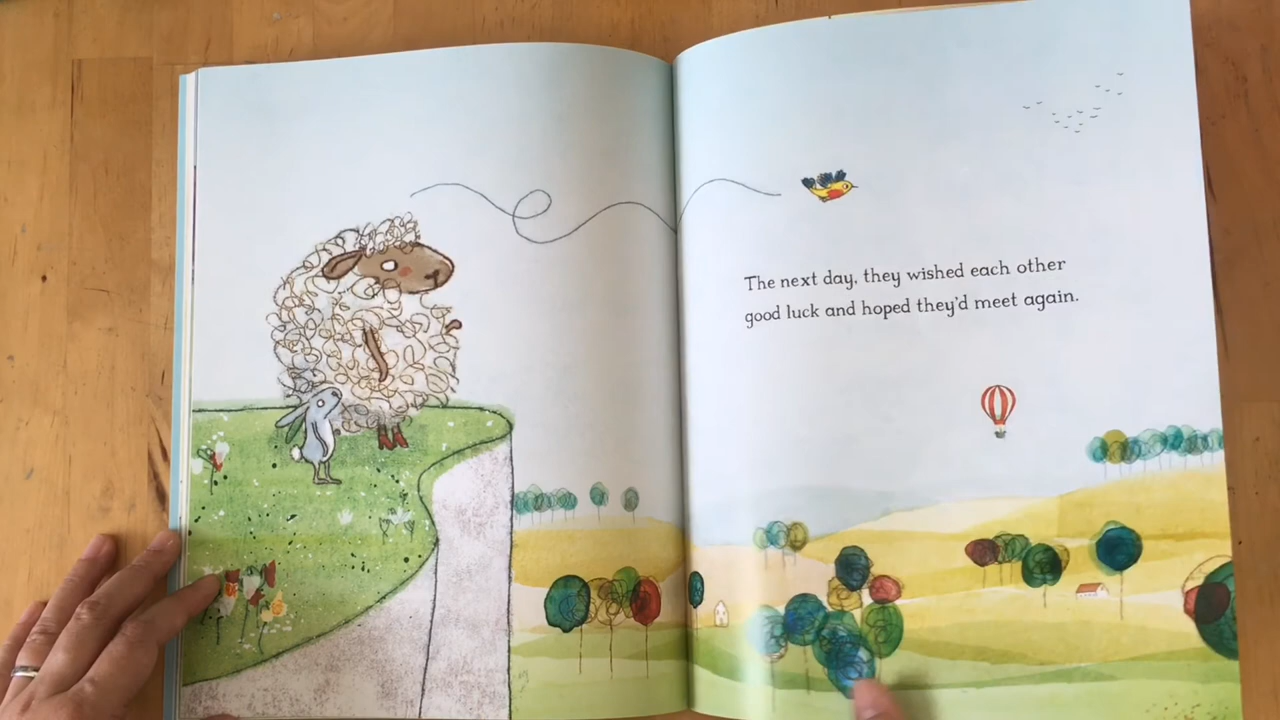 The next day, they wished each other
good luck and hoped they'd meet again.